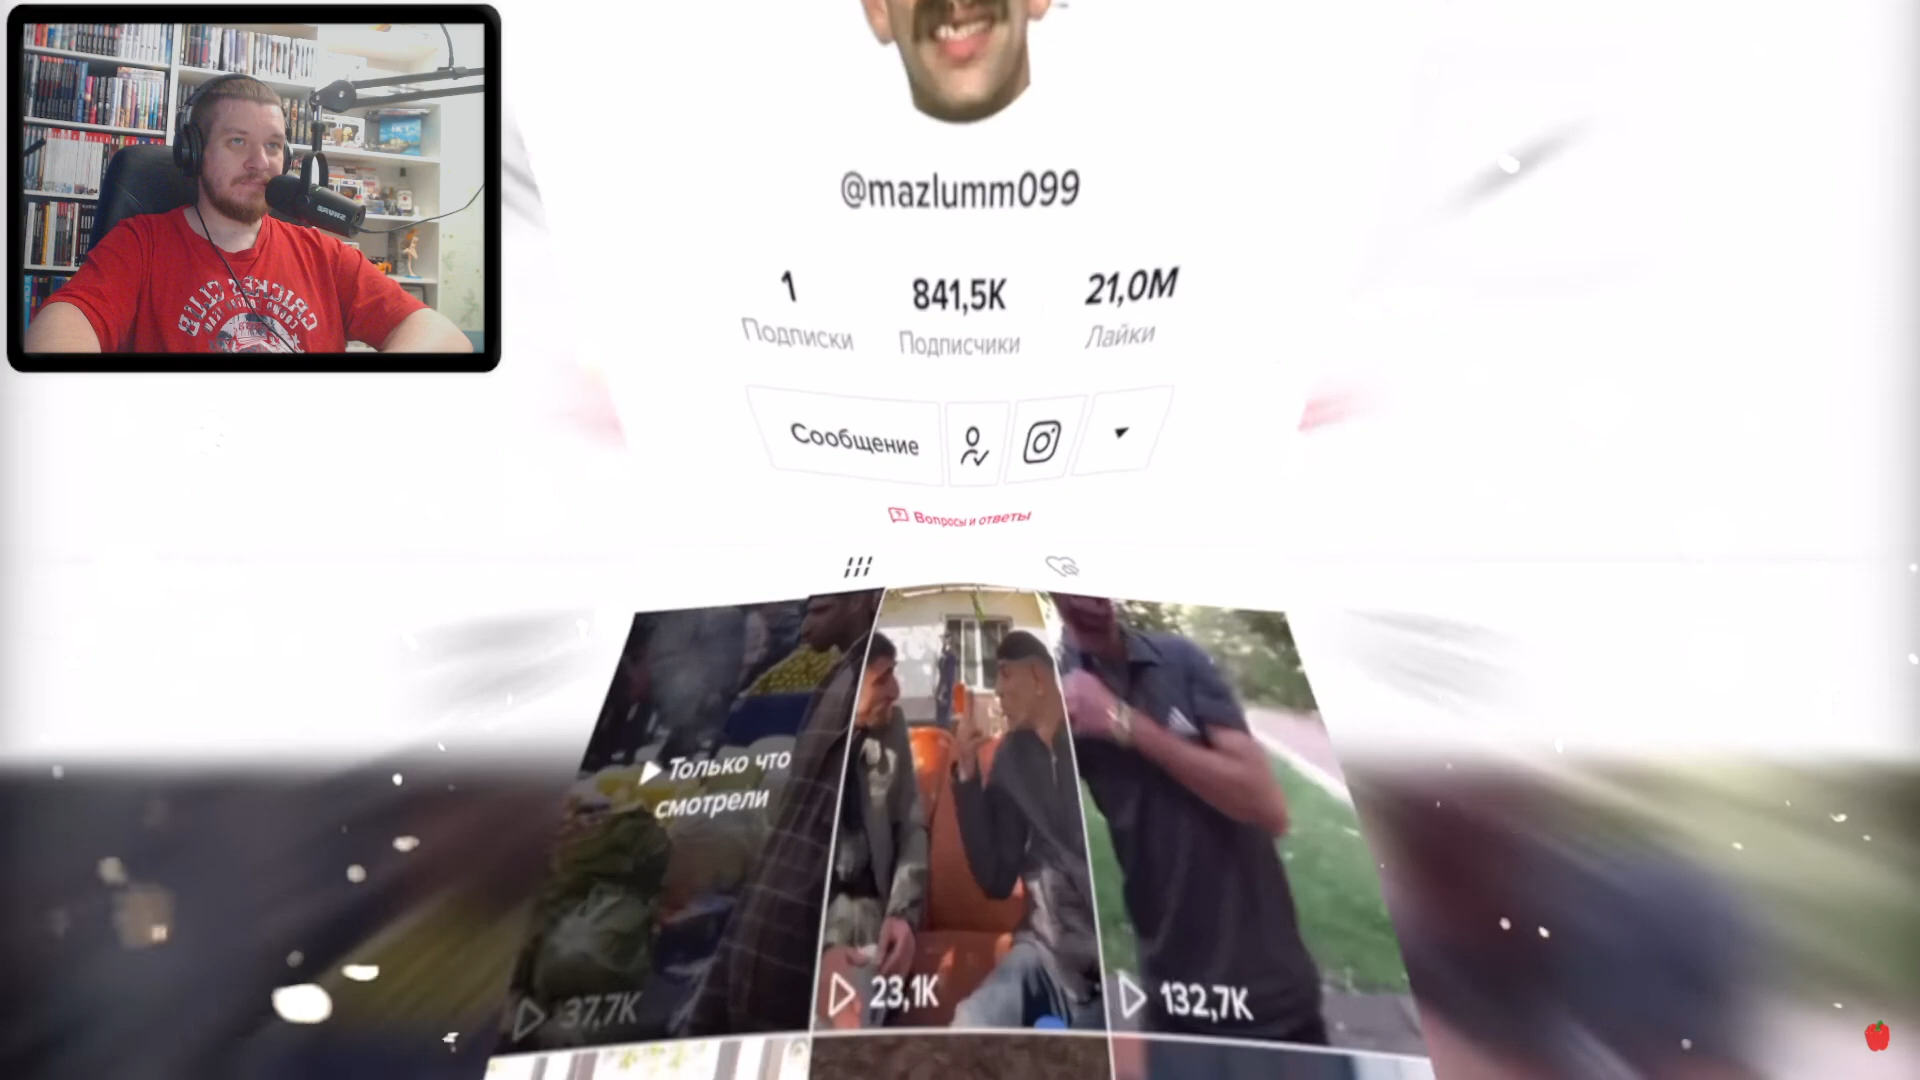 @mazlumm099
1
841,5K
21,0M
Подписки
Подписчики
Лайки
Сообщение
Вопросы и ответы
Только что
смотрели
37,7K
23,1K
132,7K